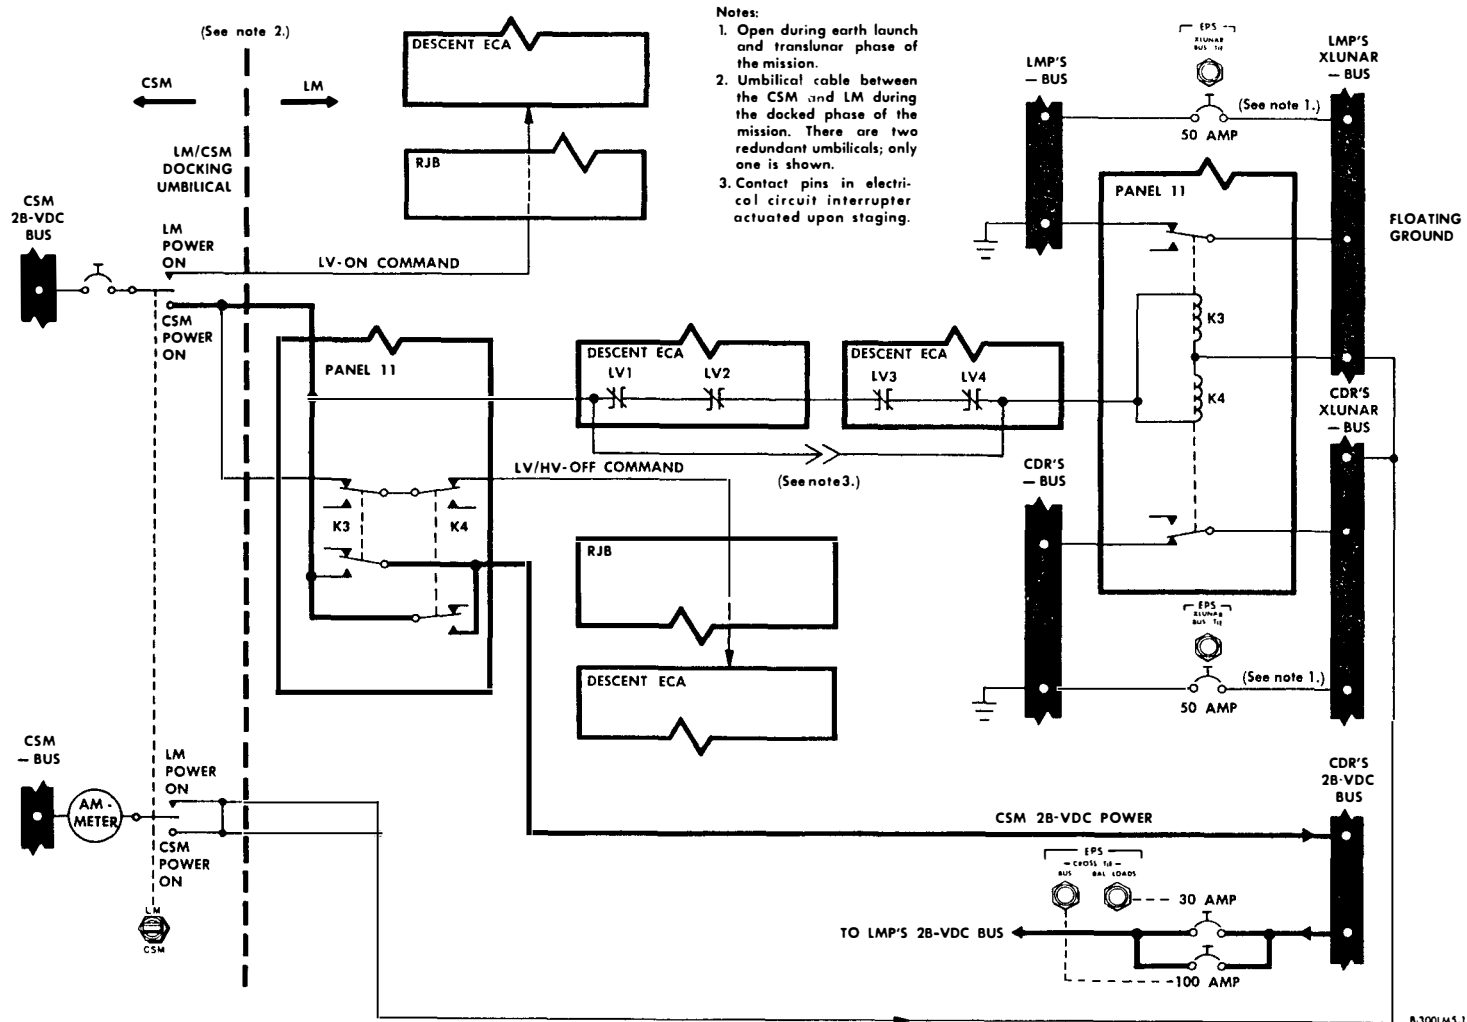 (See note 2.)
CSM
LM
LM/CSM
DOCKING
UMBILICAL
CSM
28-VDC
BUS
LM
POWER
ON
CSM
POWER
ON
DESCENT ECA
RJB
LV-ON COMMAND
Notes:
1. Open during earth launch
and translunar phase of
the mission.
2. Umbilical cable between
the CSM and LM during
the docked phase of the
mission. There are two
redundant umbilicals; only
one is shown.
3. Contact pins in electri-
cal circuit interrupter
actuated upon staging.
LMP'S
— BUS
EPS
XLUNAR
BUS TIE
(See note 1.)
50 AMP
LMP'S
XLUNAR
— BUS
PANEL 11
FLOATING
GROUND
K3
K4
PANEL 11
DESCENT ECA
LV1
LV2
DESCENT ECA
LV3
LV4
(See note 3.)
LV/HV-OFF COMMAND
K3
K4
CDR'S
— BUS
CDR'S
XLUNAR
— BUS
RJB
DESCENT ECA
EPS
XLUNAR
BUS TIE
(See note 1.)
50 AMP
CSM
— BUS
AM-
METER
LM
POWER
ON
CSM
POWER
ON
LM
CSM
CDR'S
28-VDC
BUS
CSM 28-VDC POWER
EPS
— CROSS TIE —
BUS BAL LOADS
30 AMP
TO LMP'S 28-VDC BUS
100 AMP
B-300LM5-1